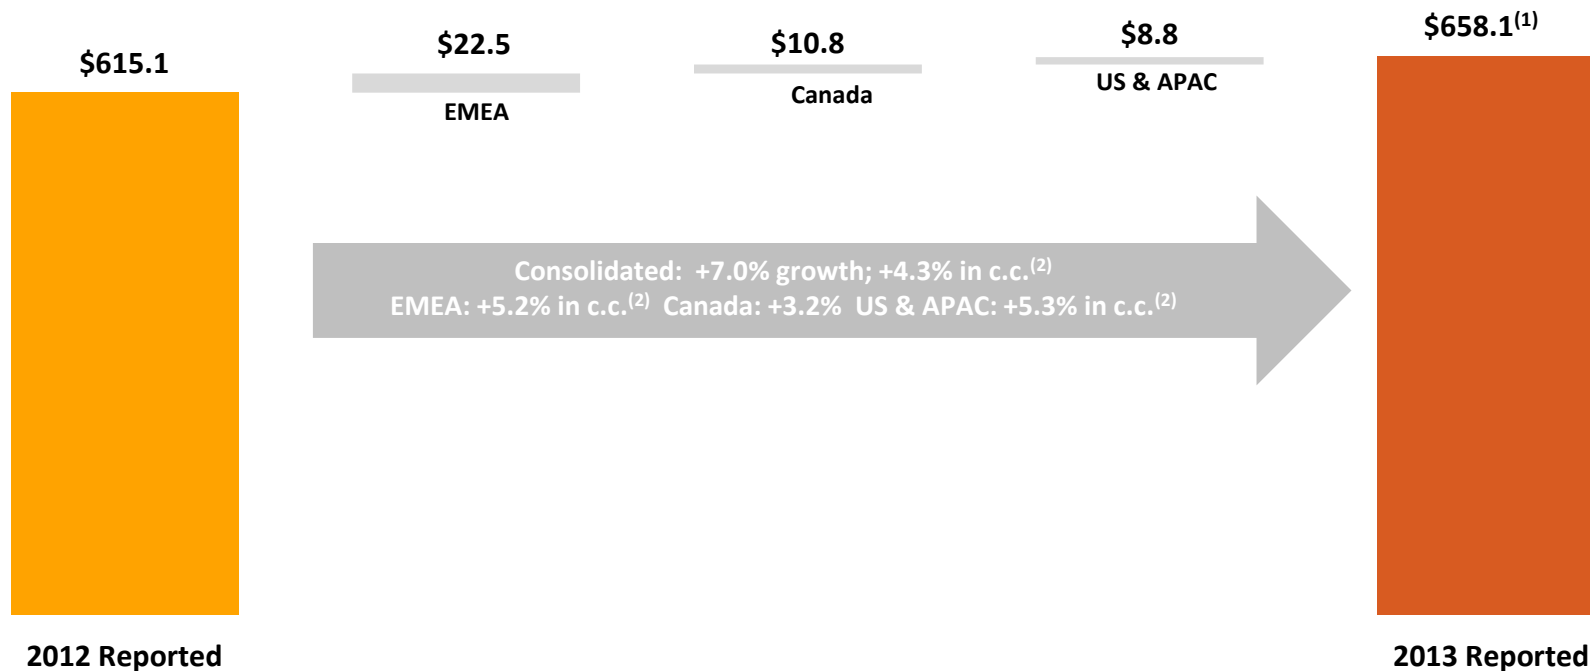 $615.1
$22.5
EMEA
$10.8
Canada
$8.8
US & APAC
$658.1(1)
Consolidated: +7.0% growth; +4.3% in c.c.(2)
EMEA: +5.2% in c.c.(2) Canada: +3.2% US & APAC: +5.3% in c.c.(2)
2012 Reported
2013 Reported